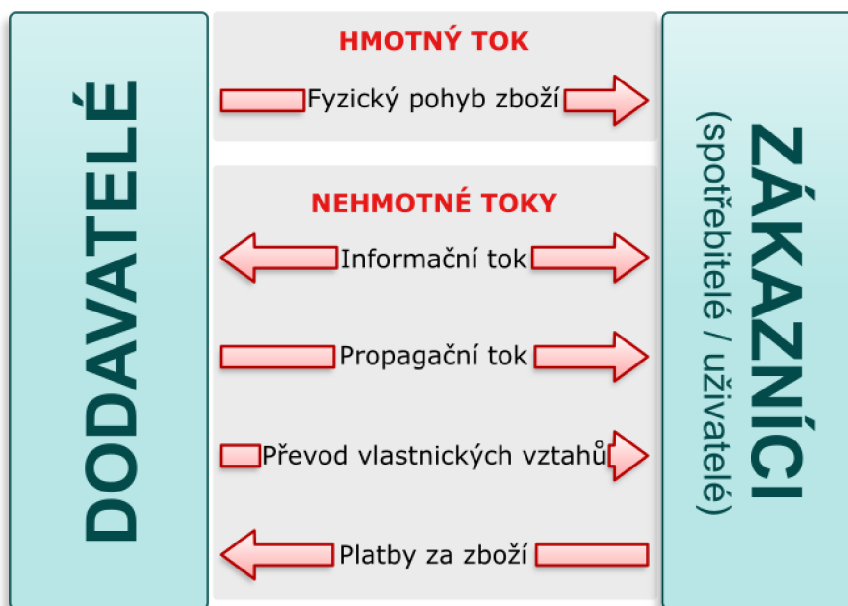 DODAVATELÉ
HMOTNÝ TOK
Fyzický pohyb zboží
NEHMOTNÉ TOKY
Informační tok
Propagační tok
Převod vlastnických vztahů
Platby za zboží
ZÁKAZNÍCI
(spotřebitelé / uživatelé)